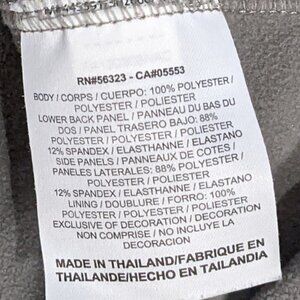 RN#56323 - CA#05553
BODY / CORPS / CUERPO: 100% POLYESTER /
POLYESTER / POLIESTER
LOWER BACK PANEL / PANNEAU DU BAS DU
DOS / PANEL TRASERO BAJO: 88%
POLYESTER / POLYESTER / POLIESTER
12% SPANDEX / ELASTHANNE / ELASTANO
SIDE PANELS / PANNEAUX DE COTES /
PANELES LATERALES: 88% POLYESTER /
POLYESTER / POLIESTER
12% SPANDEX / ELASTHANNE / ELASTANO
LINING / DOUBLURE / FORRO: 100%
POLYESTER / POLYESTER / POLIESTER
EXCLUSIVE OF DECORATION / DECORATION
NON COMPRISE / NO INCLUYE LA
DECORACION
MADE IN THAILAND/FABRIQUE EN
THAILANDE/HECHO EN TAILANDIA